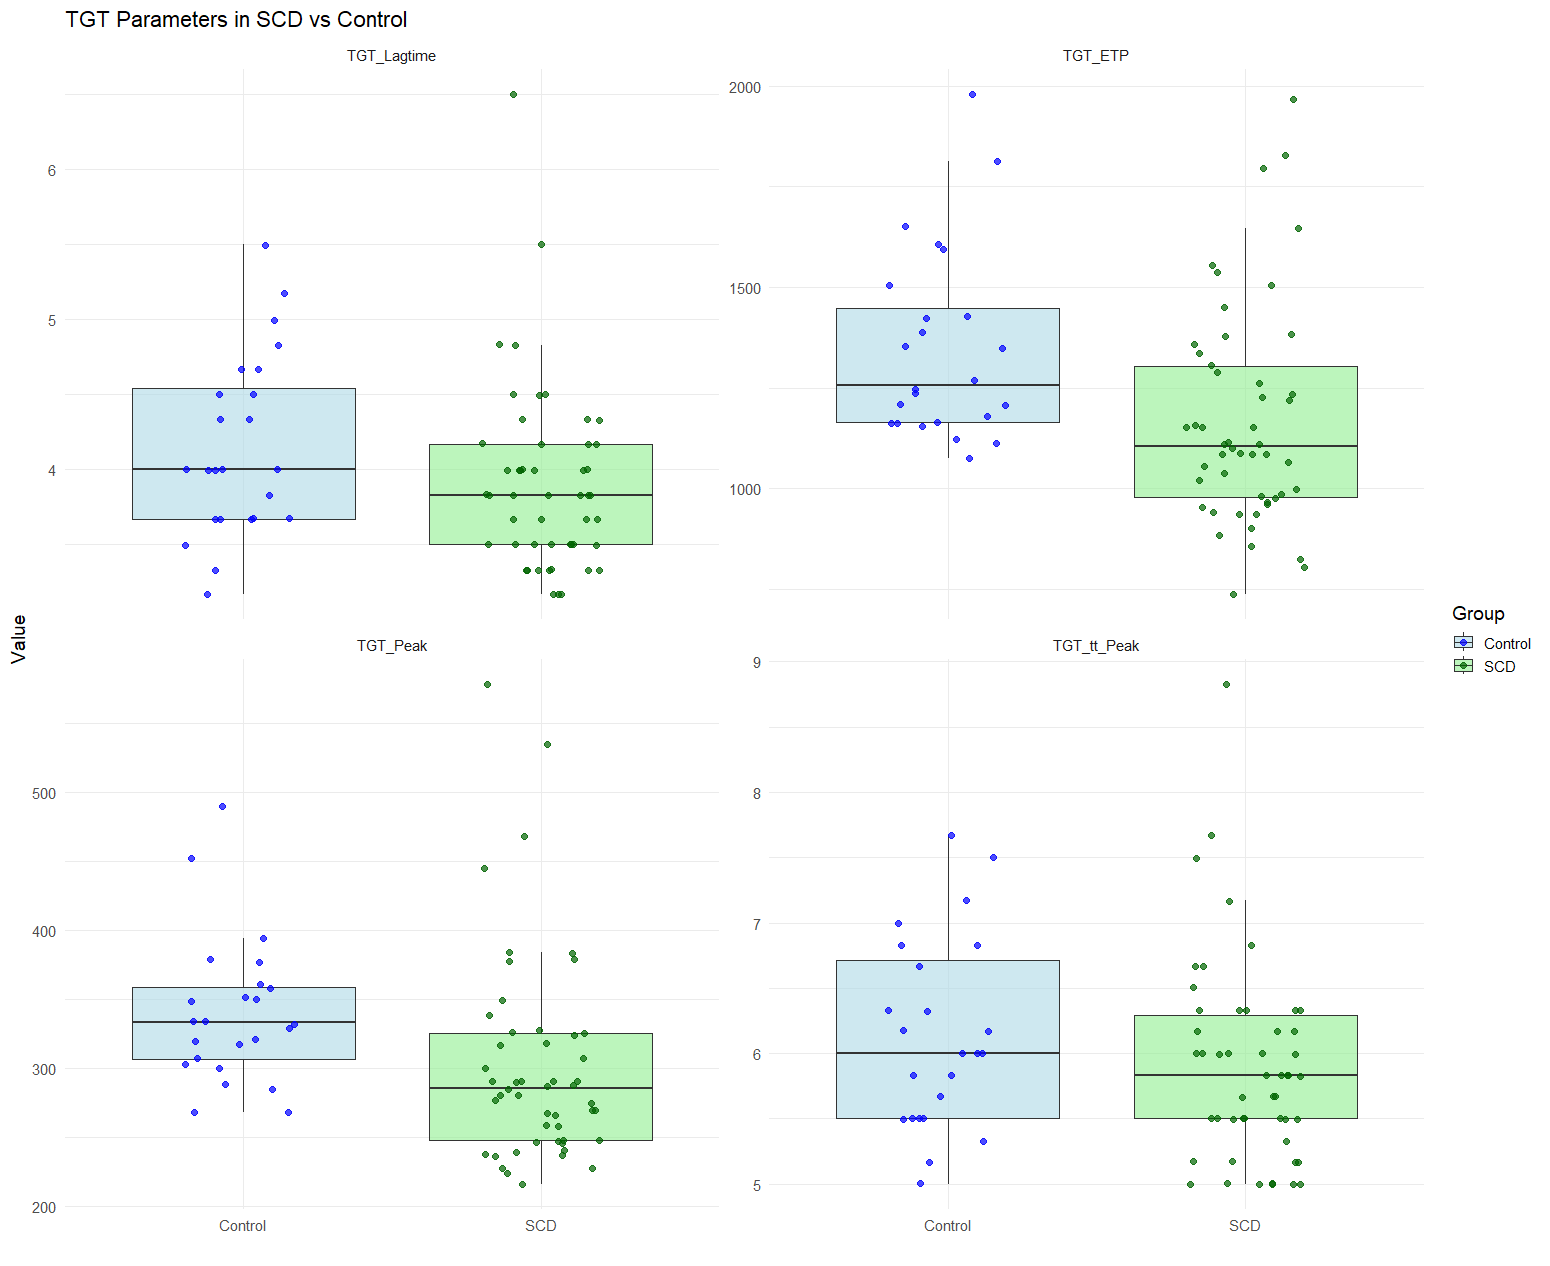 TGT Parameters in SCD vs Control
TGT_Lagtime
TGT_ETP
6
5
4
2000
1500
1000
Value
TGT_Peak
TGT_tt_Peak
500
400
300
200
9
8
7
6
5
Control
SCD
Control
SCD
Group
Control
SCD